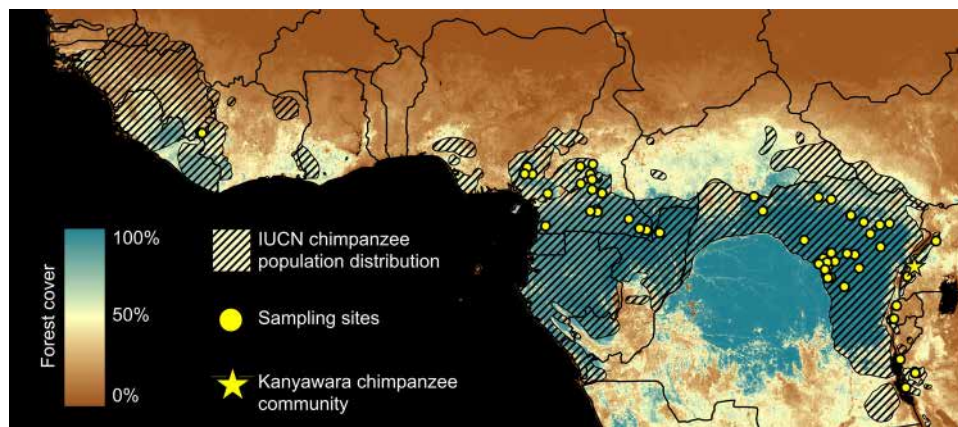 Forest cover
100%
50%
0%
IUCN chimpanzee
population distribution
Sampling sites
Kanyawara chimpanzee
community